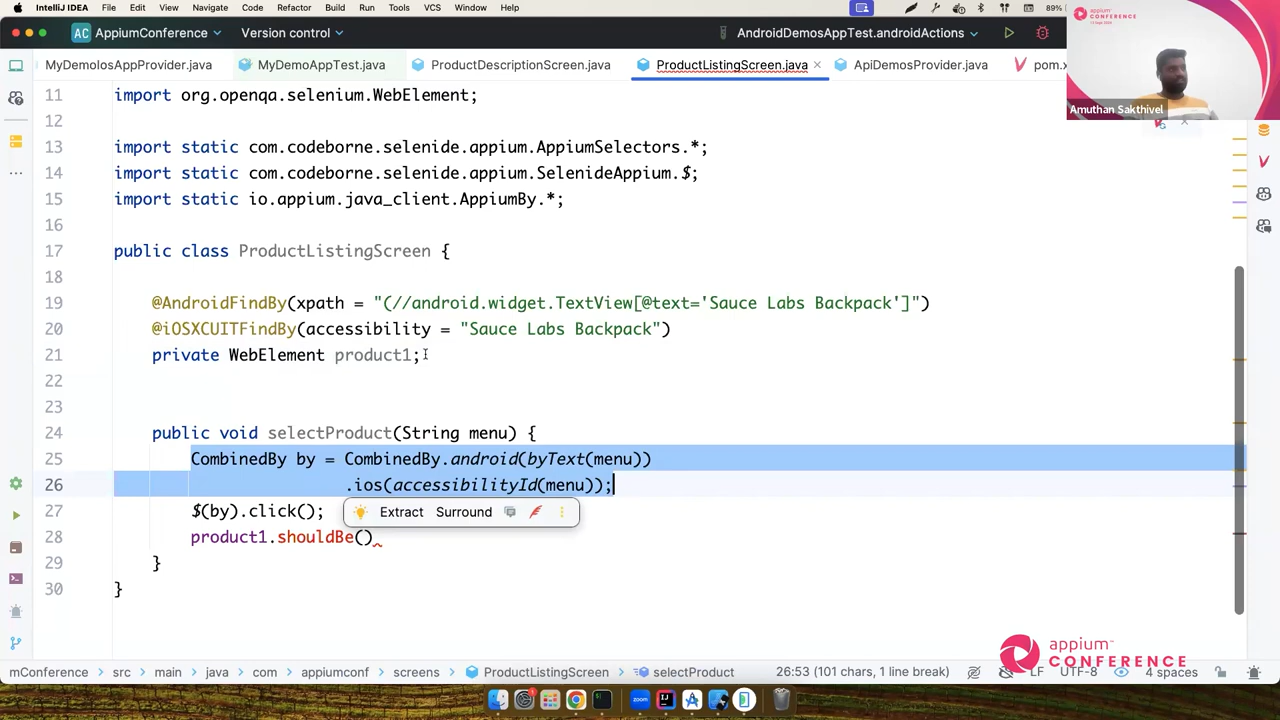 IntelliJ IDEA File Edit View Navigate Code Refactor Build Run Tools VCS Window Help 89%
AC AppiumConference Version control AndroidDemosAppTest.androidActions
MyDemoIosAppProvider.java MyDemoAppTest.java ProductDescriptionScreen.java ProductListingScreen.java ApiDemosProvider.java pom.x
appium
CONFERENCE
Amuthan Sakthivel
11 import org.openqa.selenium.WebElement;
12
13 import static com.codeborne.selenide.appium.AppiumSelectors.*;
14 import static com.codeborne.selenide.appium.SelenideAppium.$;
15 import static io.appium.java_client.AppiumBy.*;
16
17 public class ProductListingScreen {
18
19 @AndroidFindBy(xpath = "(//android.widget.TextView[@text='Sauce Labs Backpack']")
20 @iOSXCUITFindBy(accessibility = "Sauce Labs Backpack")
21 private WebElement product1;
22
23
24 public void selectProduct(String menu) {
25 CombinedBy by = CombinedBy.android(byText(menu))
26 .ios(accessibilityId(menu));
27 $(by).click();
Extract Surround
28 product1.shouldBe()
29 }
30 }
appium™
CONFERENCE
mConference src main java com appiumconf screens ProductListingScreen selectProduct 26:53 (101 chars, 1 line break) LF UTF-8 4 spaces
zoom